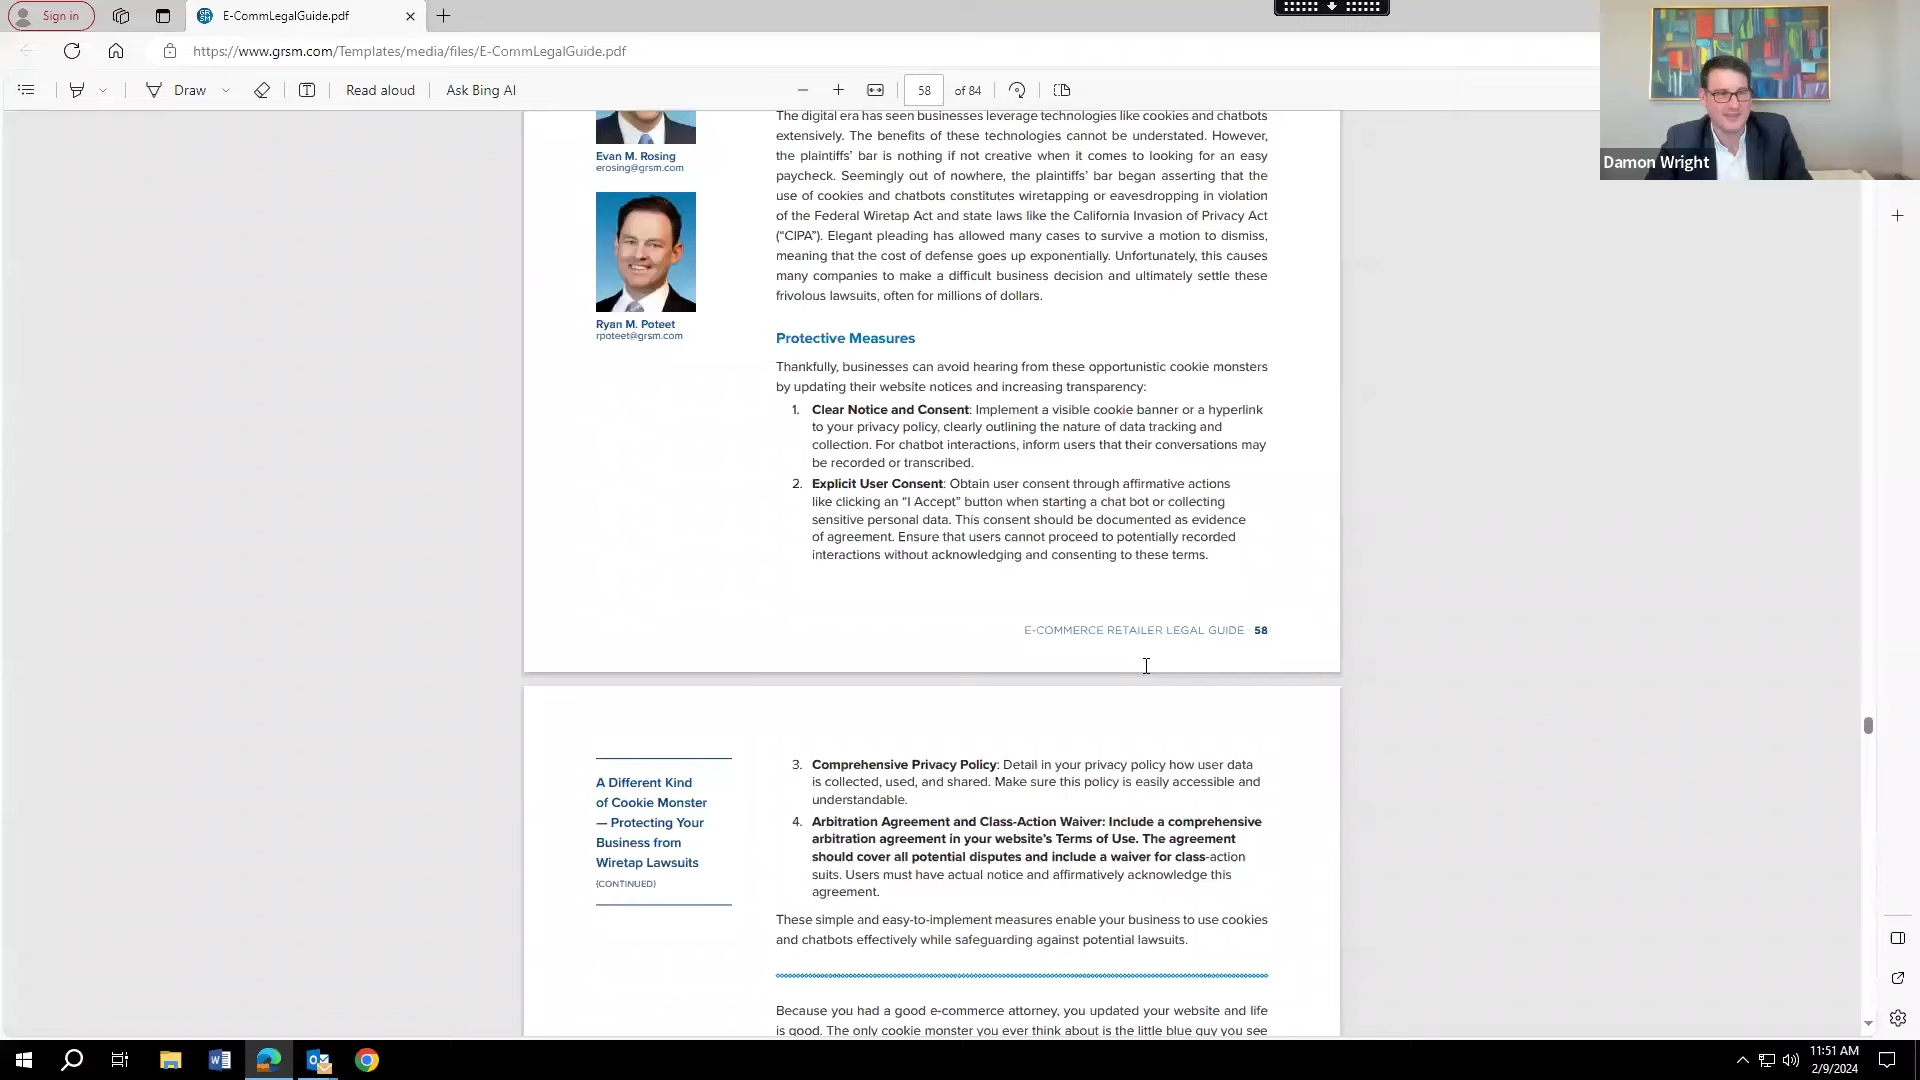 Sign in
E-CommLegalGuide.pdf
https://www.grsm.com/Templates/media/files/E-CommLegalGuide.pdf
Draw
Read aloud
Ask Bing AI
58
of 84
Damon Wright
Evan M. Rosing
erosing@grsm.com
Ryan M. Poteet
rpoteet@grsm.com
The digital era has seen businesses leverage technologies like cookies and chatbots
extensively. The benefits of these technologies cannot be understated. However,
the plaintiffs’ bar is nothing if not creative when it comes to looking for an easy
paycheck. Seemingly out of nowhere, the plaintiffs’ bar began asserting that the
use of cookies and chatbots constitutes wiretapping or eavesdropping in violation
of the Federal Wiretap Act and state laws like the California Invasion of Privacy Act
(“CIPA”). Elegant pleading has allowed many cases to survive a motion to dismiss,
meaning that the cost of defense goes up exponentially. Unfortunately, this causes
many companies to make a difficult business decision and ultimately settle these
frivolous lawsuits, often for millions of dollars.
Protective Measures
Thankfully, businesses can avoid hearing from these opportunistic cookie monsters
by updating their website notices and increasing transparency:
1. Clear Notice and Consent: Implement a visible cookie banner or a hyperlink
to your privacy policy, clearly outlining the nature of data tracking and
collection. For chatbot interactions, inform users that their conversations may
be recorded or transcribed.
2. Explicit User Consent: Obtain user consent through affirmative actions
like clicking an “I Accept” button when starting a chat bot or collecting
sensitive personal data. This consent should be documented as evidence
of agreement. Ensure that users cannot proceed to potentially recorded
interactions without acknowledging and consenting to these terms.
E-COMMERCE RETAILER LEGAL GUIDE 58
A Different Kind
of Cookie Monster
— Protecting Your
Business from
Wiretap Lawsuits
(CONTINUED)
3. Comprehensive Privacy Policy: Detail in your privacy policy how user data
is collected, used, and shared. Make sure this policy is easily accessible and
understandable.
4. Arbitration Agreement and Class-Action Waiver: Include a comprehensive
arbitration agreement in your website’s Terms of Use. The agreement
should cover all potential disputes and include a waiver for class-action
suits. Users must have actual notice and affirmatively acknowledge this
agreement.
These simple and easy-to-implement measures enable your business to use cookies
and chatbots effectively while safeguarding against potential lawsuits.
Because you had a good e-commerce attorney, you updated your website and life
is good. The only cookie monster you ever think about is the little blue guy you see
11:51 AM
2/9/2024